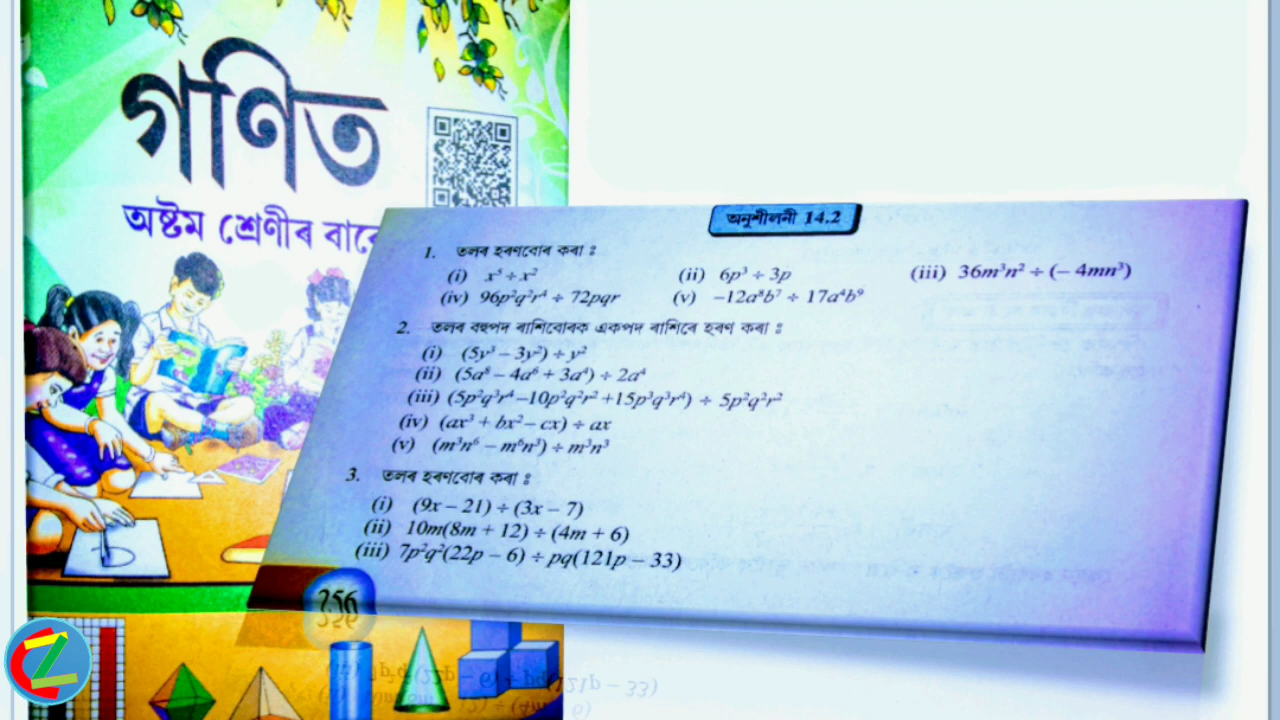 গণিত
অষ্টম শ্ৰেণীৰ
অনুশীলনী 14.2
1. তলৰ হৰণবোৰ কৰা ঃ
(i) x⁵ ÷ x² (ii) 6p³ ÷ 3p (iii) 36m³n² ÷ (– 4mn³)
(iv) 96p²q²r⁴ ÷ 72pqr (v) –12a⁸b⁷ ÷ 17a⁴b⁹
2. তলৰ বহুপদ ৰাশিবোৰক একপদ ৰাশিৰে হৰণ কৰা ঃ
(i) (5y³ – 3y²) ÷ y²
(ii) (5a⁸ – 4a⁶ + 3a⁴) ÷ 2a⁴
(iii) (5p²q³r⁴ –10p²q²r² +15p³q³r⁴) ÷ 5p²q²r²
(iv) (ax³ + bx² – cx) ÷ ax
(v) (m³n⁶ – m⁶n³) ÷ m³n³
3. তলৰ হৰণবোৰ কৰা ঃ
(i) (9x – 21) ÷ (3x – 7)
(ii) 10m(8m + 12) ÷ (4m + 6)
(iii) 7p²q²(22p – 6) ÷ pq(121p – 33)
256